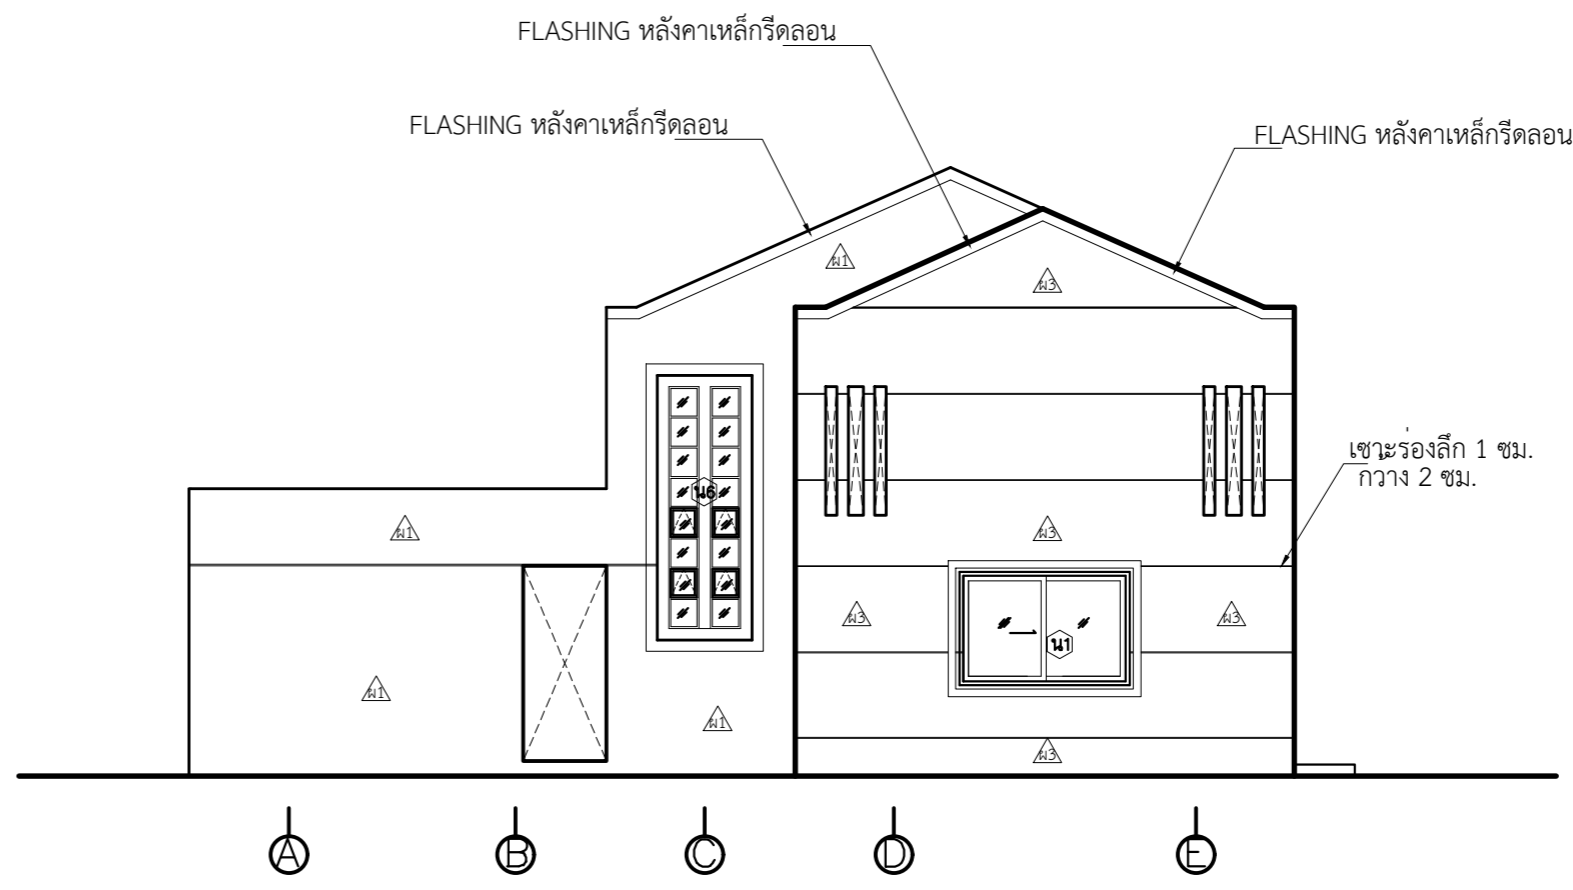 FLASHING หลังคาเหล็กรีดลอน
FLASHING หลังคาเหล็กรีดลอน
FLASHING หลังคาเหล็กรีดลอน
ผ1
ผ3
เซาะร่องลึก 1 ซม.
กว้าง 2 ซม.
น6
ผ1
ผ3
ผ3
ผ3
น1
ผ1
ผ1
ผ3
A B C D E